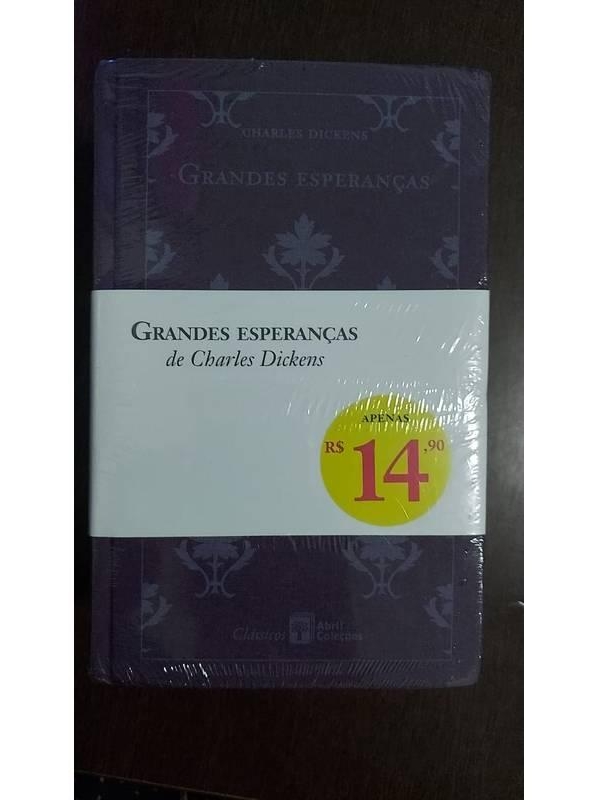 CHARLES DICKENS
GRANDES ESPERANÇAS
GRANDES ESPERANÇAS
de Charles Dickens
APENAS
R$ 14,90
Clássicos Abril
Coleções